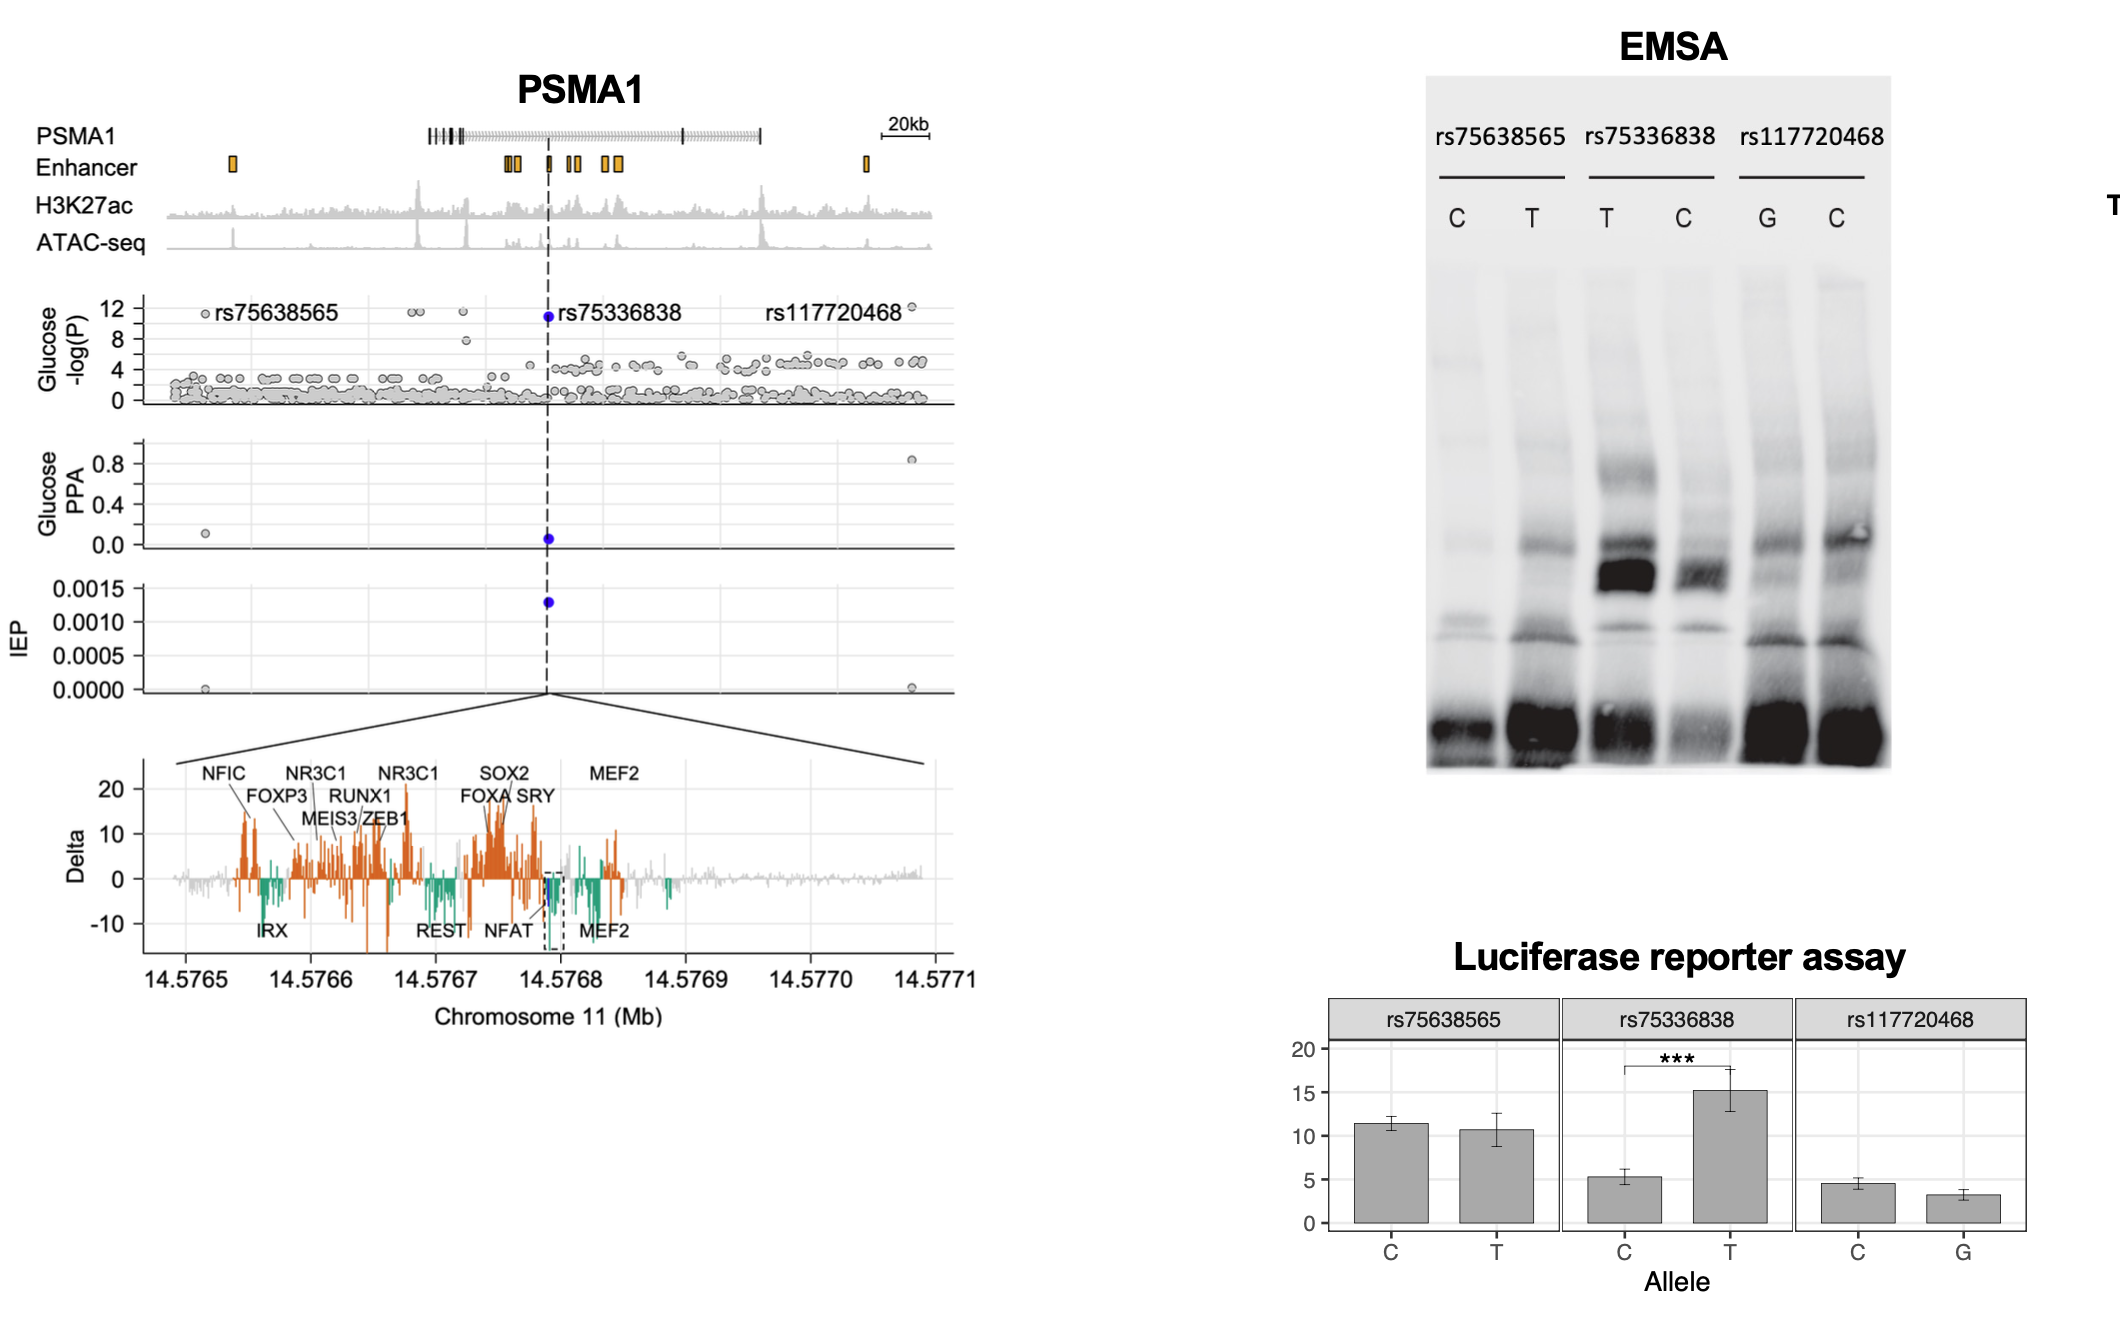 PSMA1
PSMA1
20kb
Enhancer
H3K27ac
ATAC-seq
Glucose
-log(P)
12
8
4
0
rs75638565
rs75336838
rs117720468
Glucose
PPA
0.8
0.4
0.0
IEP
0.0015
0.0010
0.0005
0.0000
Delta
20
10
0
-10
NFIC NR3C1 NR3C1 SOX2 MEF2
FOXP3 RUNX1 FOXA SRY
MEIS3 ZEB1
IRX REST NFAT MEF2
14.5765 14.5766 14.5767 14.5768 14.5769 14.5770 14.5771
Chromosome 11 (Mb)
EMSA
rs75638565 rs75336838 rs117720468
C T T C G C
T
Luciferase reporter assay
rs75638565 rs75336838 rs117720468
20
15
10
5
0
***
C T C T C G
Allele